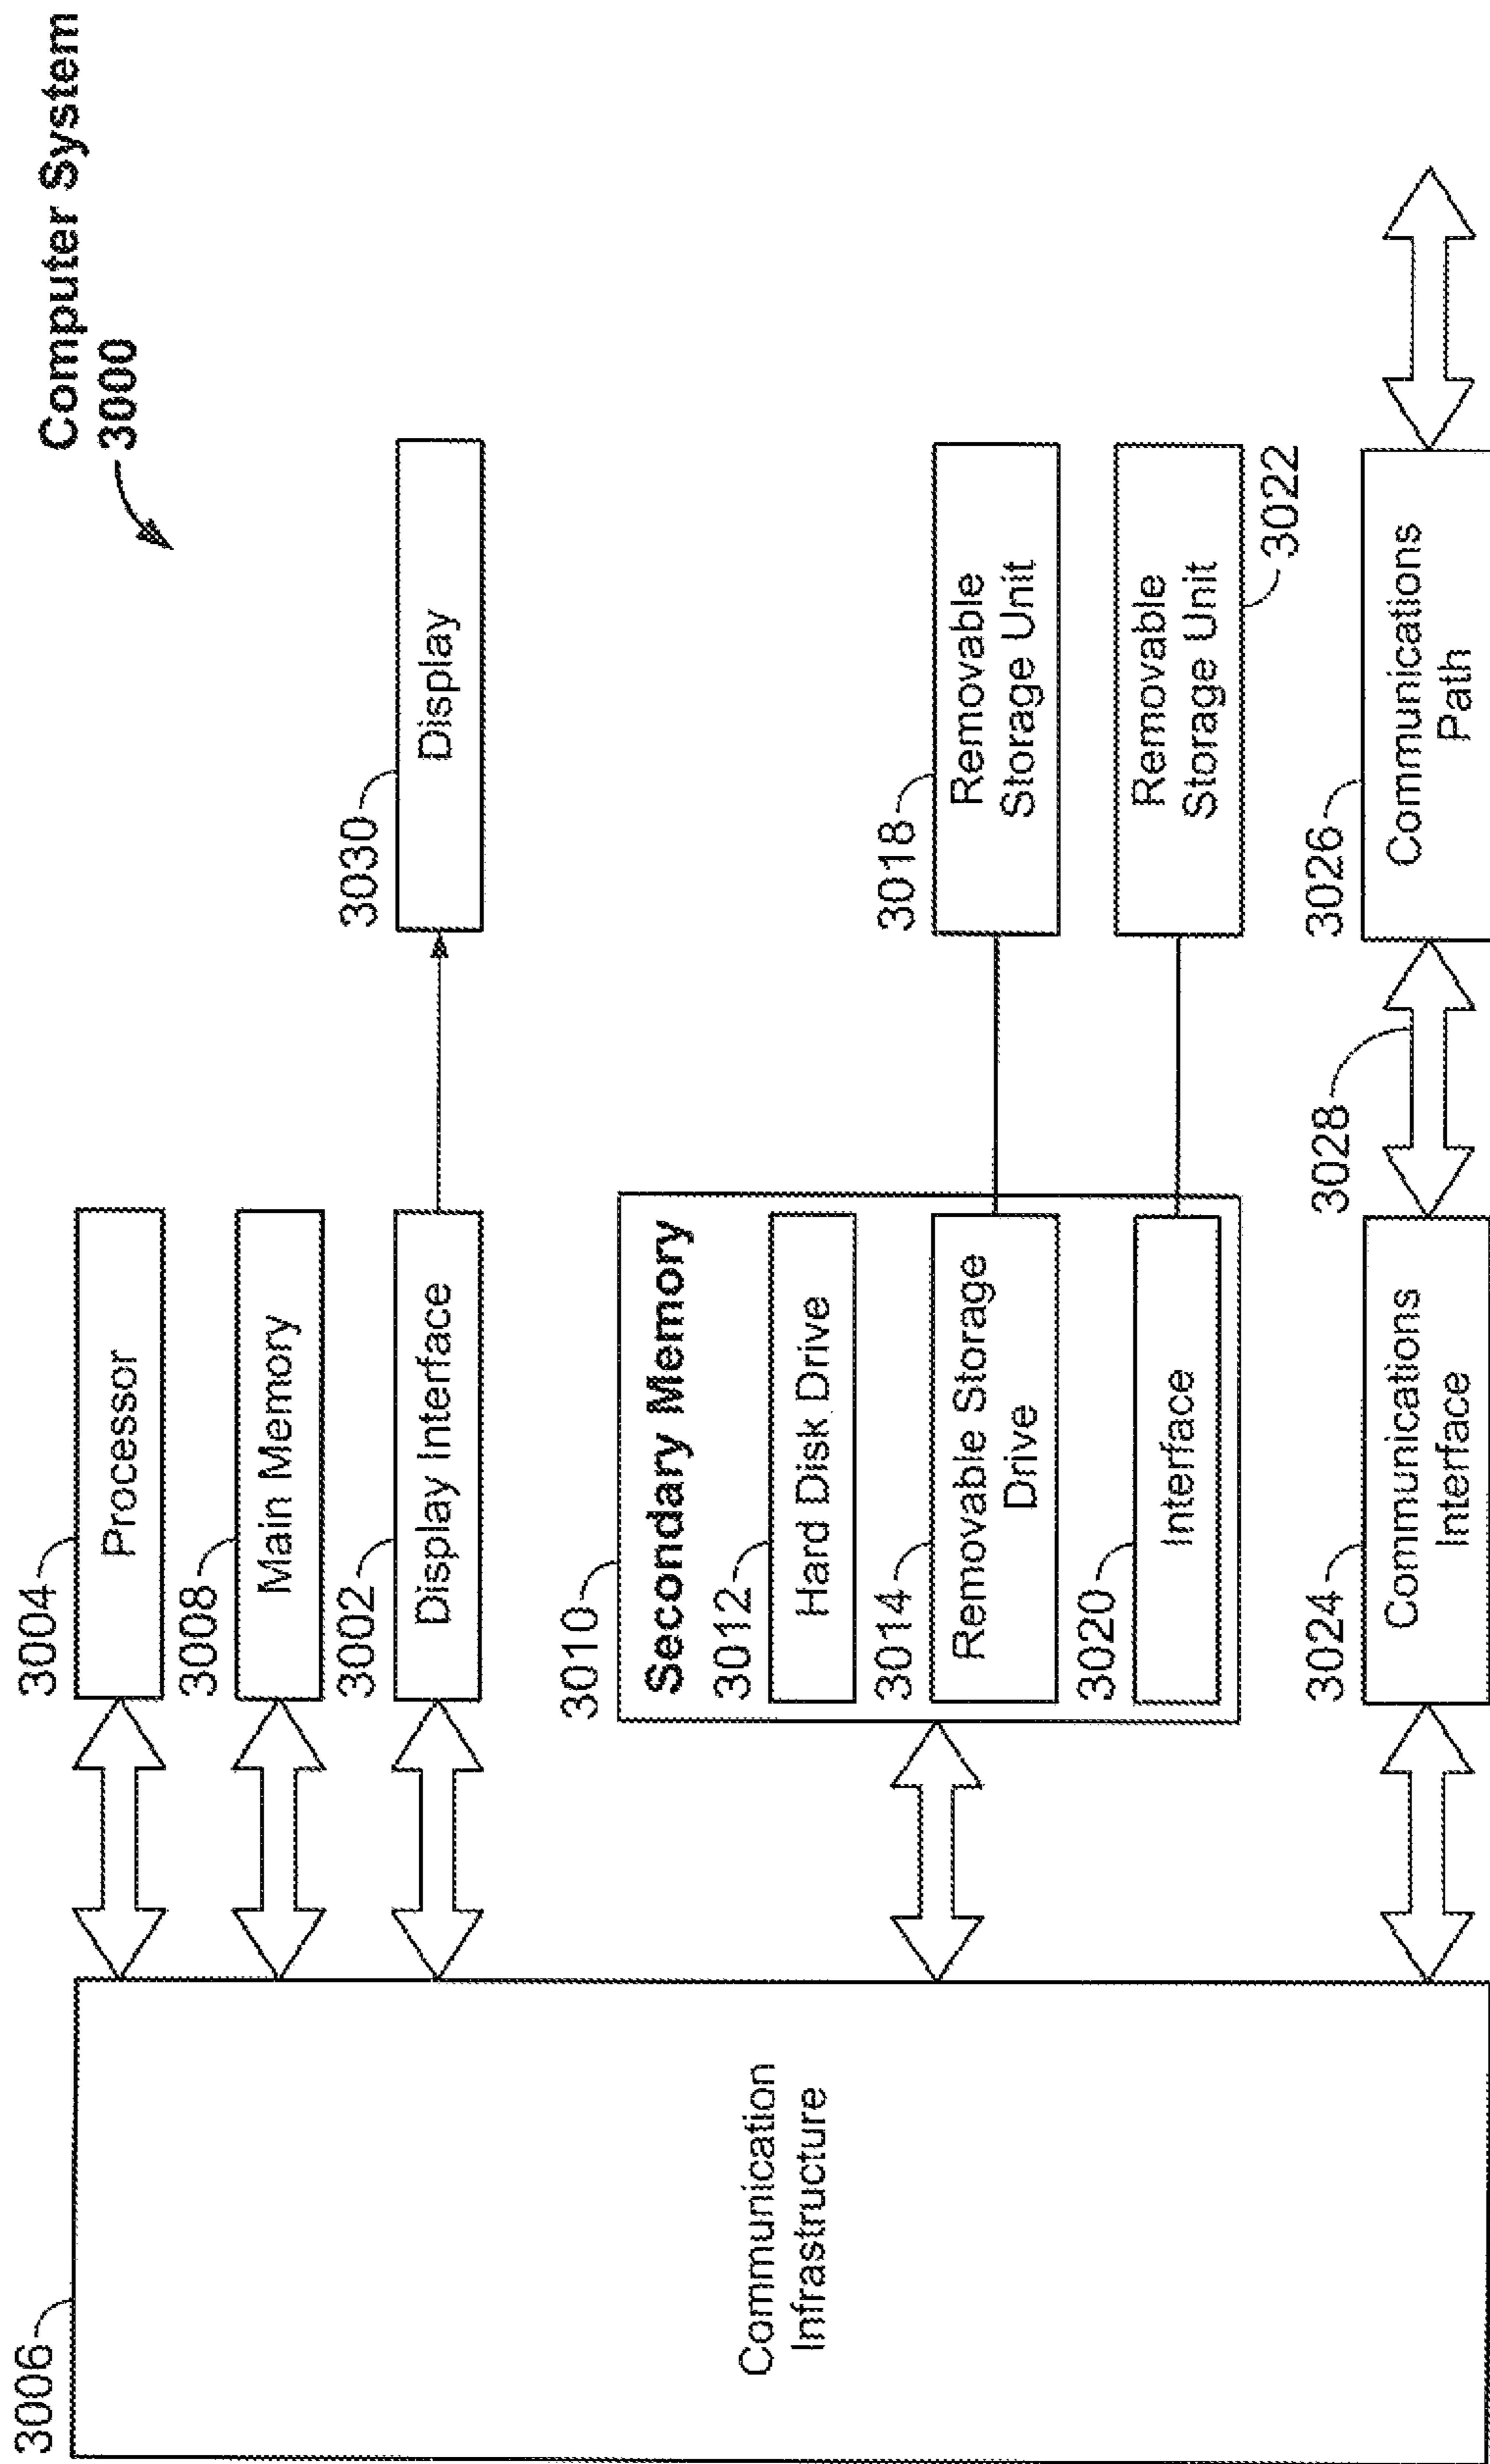 Computer System
3000
3006
Communication
Infrastructure
3004
Processor
3008
Main Memory
3002
Display Interface
3030
Display
3010
Secondary Memory
3012
Hard Disk Drive
3014
Removable Storage
Drive
3020
Interface
3018
Removable
Storage Unit
Removable
Storage Unit
3022
3024
Communications
Interface
3028
3026
Communications
Path